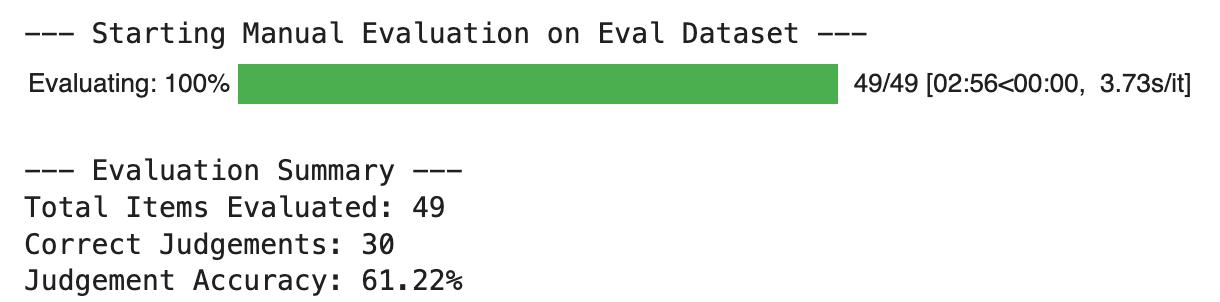 --- Starting Manual Evaluation on Eval Dataset ---
Evaluating: 100% 49/49 [02:56<00:00, 3.73s/it]
--- Evaluation Summary ---
Total Items Evaluated: 49
Correct Judgements: 30
Judgement Accuracy: 61.22%